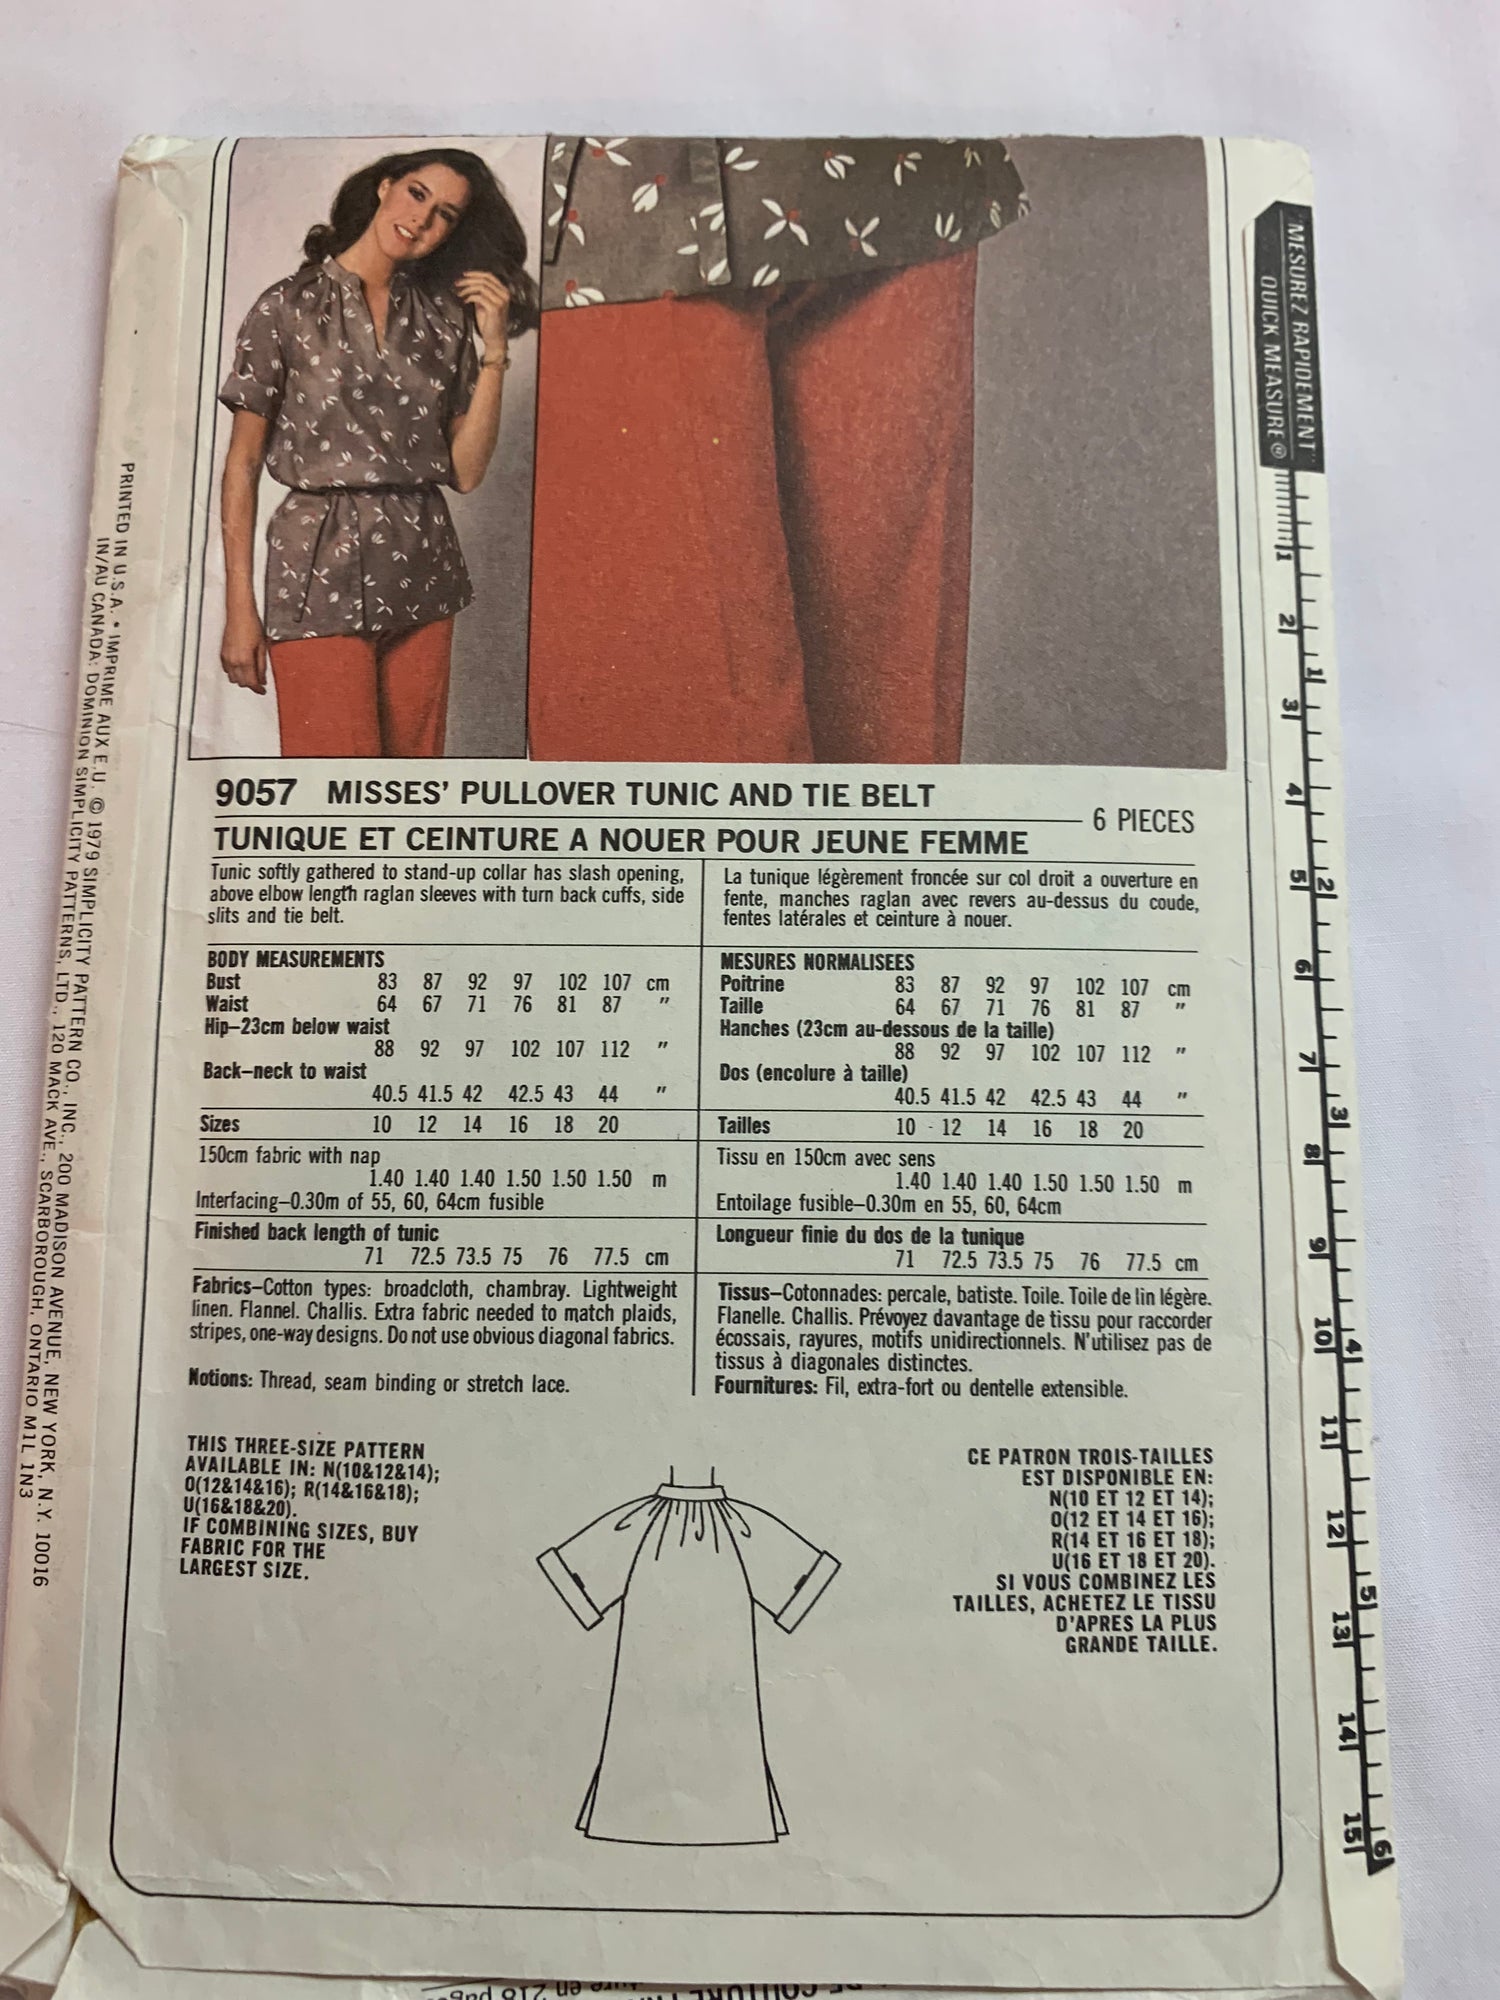 9057 MISSES' PULLOVER TUNIC AND TIE BELT
TUNIQUE ET CEINTURE A NOUER POUR JEUNE FEMME
6 PIECES
Tunic softly gathered to stand-up collar has slash opening,
above elbow length raglan sleeves with turn back cuffs, side
slits and tie belt.
BODY MEASUREMENTS
Bust 83 87 92 97 102 107 cm
Waist 64 67 71 76 81 87 "
Hip–23cm below waist
88 92 97 102 107 112 "
Back–neck to waist
40.5 41.5 42 42.5 43 44 "
Sizes 10 12 14 16 18 20
150cm fabric with nap
1.40 1.40 1.40 1.50 1.50 1.50 m
Interfacing–0.30m of 55, 60, 64cm fusible
Finished back length of tunic
71 72.5 73.5 75 76 77.5 cm
Fabrics–Cotton types: broadcloth, chambray. Lightweight
linen. Flannel. Challis. Extra fabric needed to match plaids,
stripes, one-way designs. Do not use obvious diagonal fabrics.
Notions: Thread, seam binding or stretch lace.
La tunique légèrement froncée sur col droit a ouverture en
fente, manches raglan avec revers au-dessus du coude,
fentes latérales et ceinture à nouer.
MESURES NORMALISEES
Poitrine 83 87 92 97 102 107 cm
Taille 64 67 71 76 81 87 "
Hanches (23cm au-dessous de la taille)
88 92 97 102 107 112 "
Dos (encolure à taille)
40.5 41.5 42 42.5 43 44 "
Tailles 10 12 14 16 18 20
Tissu en 150cm avec sens
1.40 1.40 1.40 1.50 1.50 1.50 m
Entoilage fusible–0.30m en 55, 60, 64cm
Longueur finie du dos de la tunique
71 72.5 73.5 75 76 77.5 cm
Tissus–Cotonnades: percale, batiste. Toile. Toile de lin légère.
Flanelle. Challis. Prévoyez davantage de tissu pour raccorder
écossais, rayures, motifs unidirectionnels. N'utilisez pas de
tissus à diagonales distinctes.
Fournitures: Fil, extra-fort ou dentelle extensible.
THIS THREE-SIZE PATTERN
AVAILABLE IN: N(10&12&14);
O(12&14&16); R(14&16&18);
U(16&18&20).
IF COMBINING SIZES, BUY
FABRIC FOR THE
LARGEST SIZE.
CE PATRON TROIS-TAILLES
EST DISPONIBLE EN:
N(10 ET 12 ET 14);
O(12 ET 14 ET 16);
R(14 ET 16 ET 18);
U(16 ET 18 ET 20).
SI VOUS COMBINEZ LES
TAILLES, ACHETEZ LE TISSU
D'APRES LA PLUS
GRANDE TAILLE.
PRINTED IN U.S.A. • IMPRIME AUX E.U. © 1979 SIMPLICITY PATTERN CO., INC., 200 MADISON AVENUE, NEW YORK, N.Y. 10016
IN/AU CANADA: DOMINION SIMPLICITY PATTERNS, LTD., 120 MACK AVE., SCARBOROUGH, ONTARIO M1L 1N3
"MESUREZ RAPIDEMENT"
QUICK MEASURE®
1 2 3 4 5 6 7 8 9 10 11 12 13 14 15
1 2 3 4 5 6